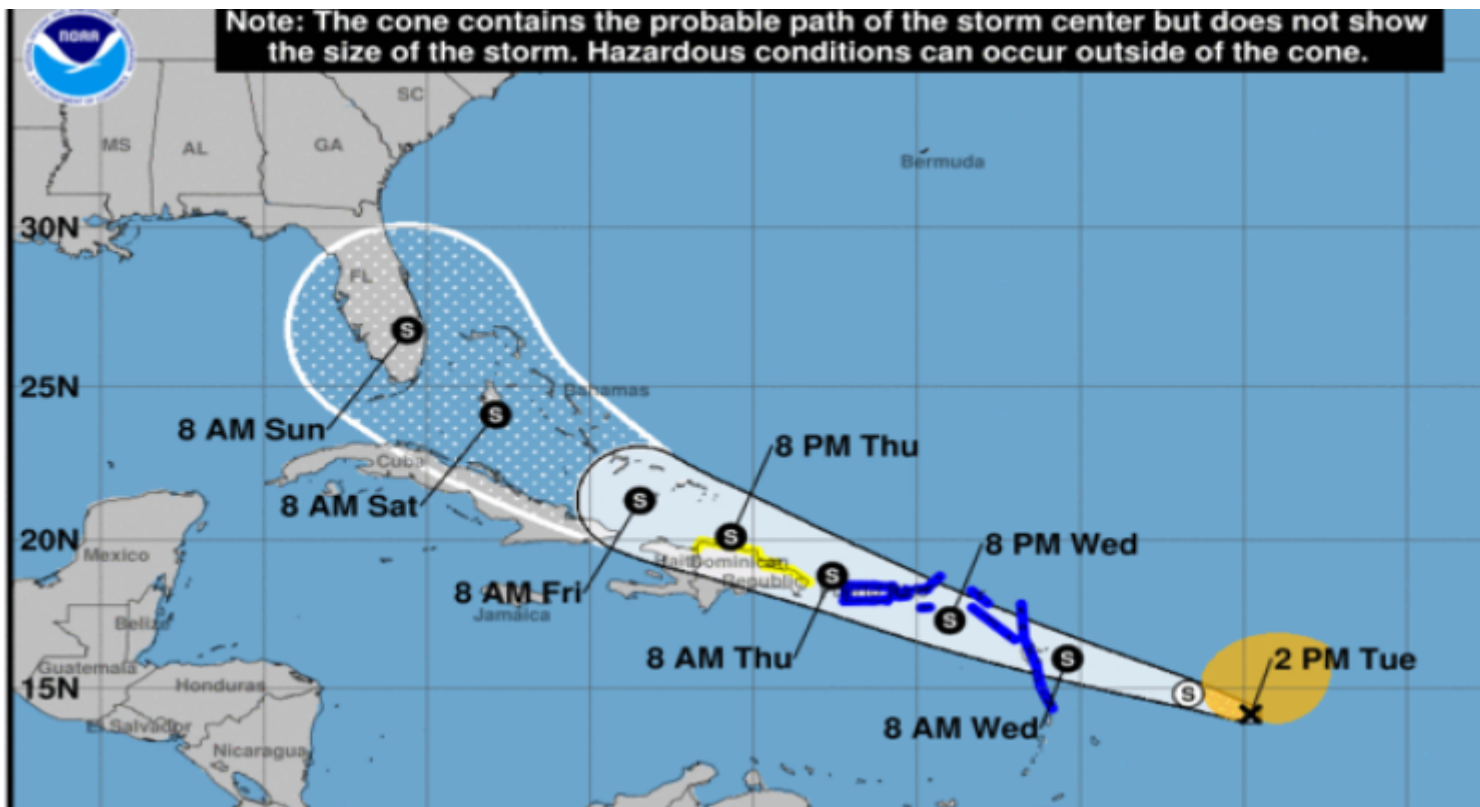 Note: The cone contains the probable path of the storm center but does not show
the size of the storm. Hazardous conditions can occur outside of the cone.
NOAA
SC
MS
AL
GA
Bermuda
30N
FL
25N
Bahamas
8 AM Sun
8 PM Thu
Cuba
8 AM Sat
20N
Mexico
8 PM Wed
Dominican
Republic
8 AM Fri
Jamaica
Belize
8 AM Thu
Guatemala
2 PM Tue
15N
Honduras
8 AM Wed
El Salvador
Nicaragua
S
S
S
S
S
S
S
S